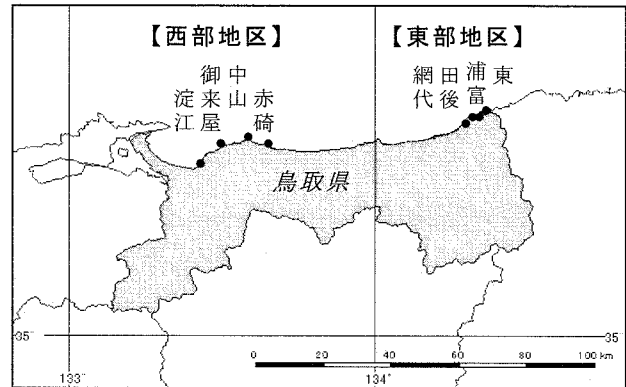 【西部地区】
【東部地区】
淀江
御来屋
中山
赤碕
網代
田後
浦富
東
鳥取県
35°
35°
0 20 40 60 80 100 km
133°
134°